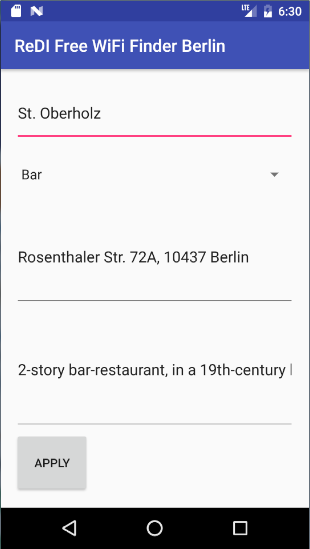 LTE 6:30
ReDI Free WiFi Finder Berlin
St. Oberholz
Bar
Rosenthaler Str. 72A, 10437 Berlin
2-story bar-restaurant, in a 19th-century
APPLY